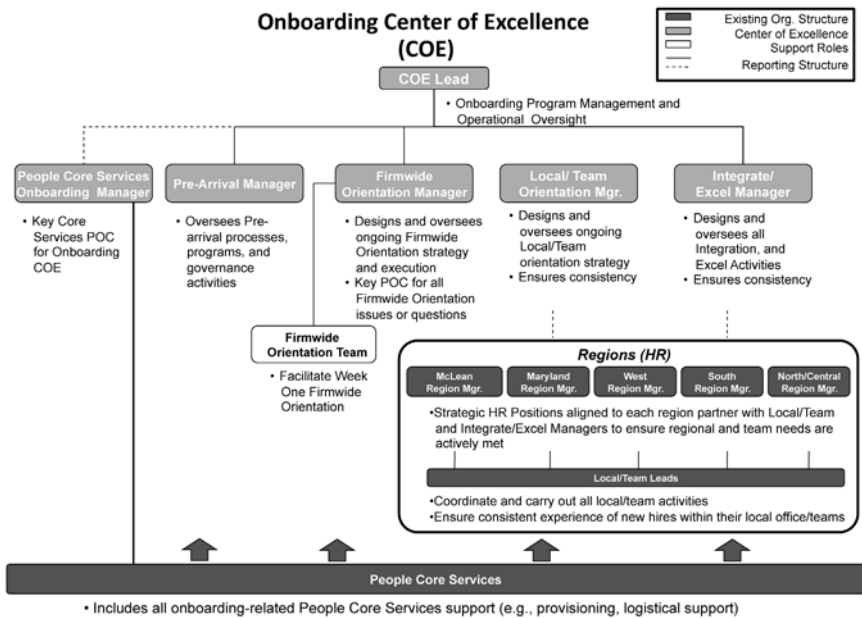 Onboarding Center of Excellence
(COE)
Existing Org. Structure
Center of Excellence
Support Roles
Reporting Structure
COE Lead
• Onboarding Program Management and
Operational Oversight
People Core Services
Onboarding Manager
• Key Core
Services POC
for Onboarding
COE
Pre-Arrival Manager
• Oversees Pre-
arrival processes,
programs, and
governance
activities
Firmwide
Orientation Manager
• Designs and oversees
ongoing Firmwide
Orientation strategy
and execution
• Key POC for all
Firmwide Orientation
issues or questions
Local/ Team
Orientation Mgr.
• Designs and
oversees ongoing
Local/Team
orientation strategy
• Ensures consistency
Integrate/
Excel Manager
• Designs and
oversees all
Integration, and
Excel Activities
• Ensures consistency
Firmwide
Orientation Team
• Facilitate Week
One Firmwide
Orientation
Regions (HR)
McLean
Region Mgr.
Maryland
Region Mgr.
West
Region Mgr.
South
Region Mgr.
North/Central
Region Mgr.
•Strategic HR Positions aligned to each region partner with Local/Team
and Integrate/Excel Managers to ensure regional and team needs are
actively met
Local/Team Leads
•Coordinate and carry out all local/team activities
•Ensure consistent experience of new hires within their local office/teams
People Core Services
• Includes all onboarding-related People Core Services support (e.g., provisioning, logistical support)